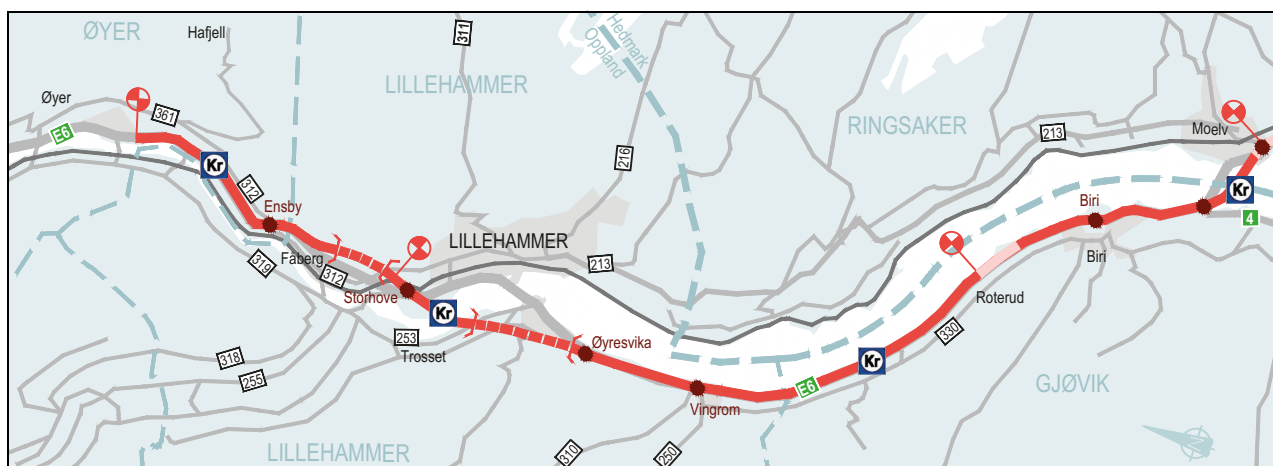 ØYER
Hafjell
311
Hedmark
Oppland
LILLEHAMMER
Øyer
361
E6
Kr
312
Ensby
216
RINGSAKER
213
Moelv
Kr
4
Biri
Biri
LILLEHAMMER
Fåberg
319
312
Storhove
213
Kr
Roterud
253
Trosset
Øyresvika
330
318
255
Kr
E6
Vingrom
GJØVIK
LILLEHAMMER
310
250